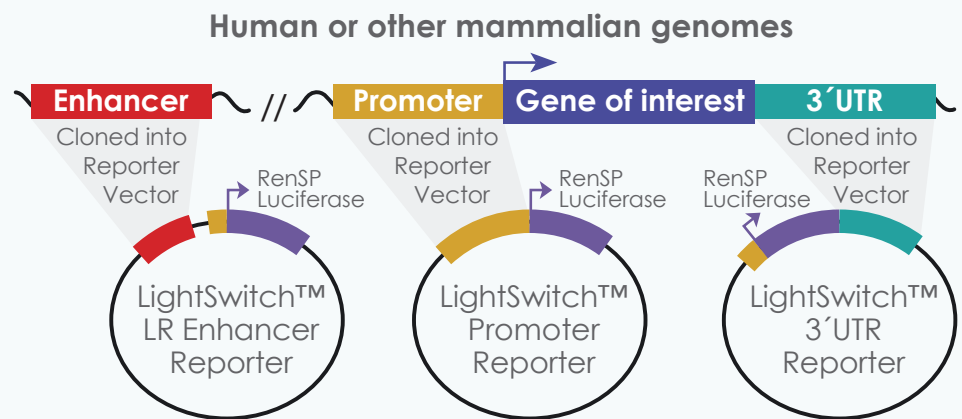 Human or other mammalian genomes
Enhancer
//
Promoter
Gene of interest
3´UTR
Cloned into
Reporter
Vector
RenSP
Luciferase
Cloned into
Reporter
Vector
RenSP
Luciferase
RenSP
Luciferase
Cloned into
Reporter
Vector
LightSwitch™
LR Enhancer
Reporter
LightSwitch™
Promoter
Reporter
LightSwitch™
3´UTR
Reporter